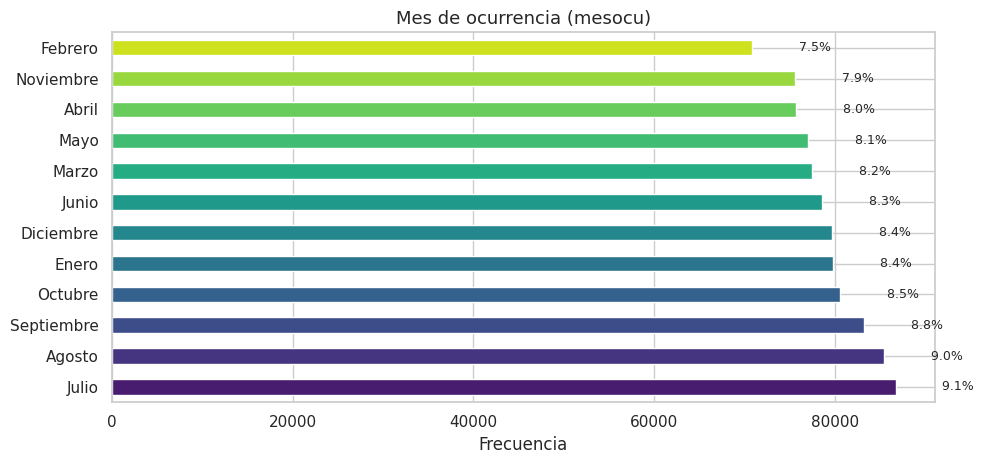 Mes de ocurrencia (mesocu)
Febrero 7.5%
Noviembre 7.9%
Abril 8.0%
Mayo 8.1%
Marzo 8.2%
Junio 8.3%
Diciembre 8.4%
Enero 8.4%
Octubre 8.5%
Septiembre 8.8%
Agosto 9.0%
Julio 9.1%
0 20000 40000 60000 80000
Frecuencia